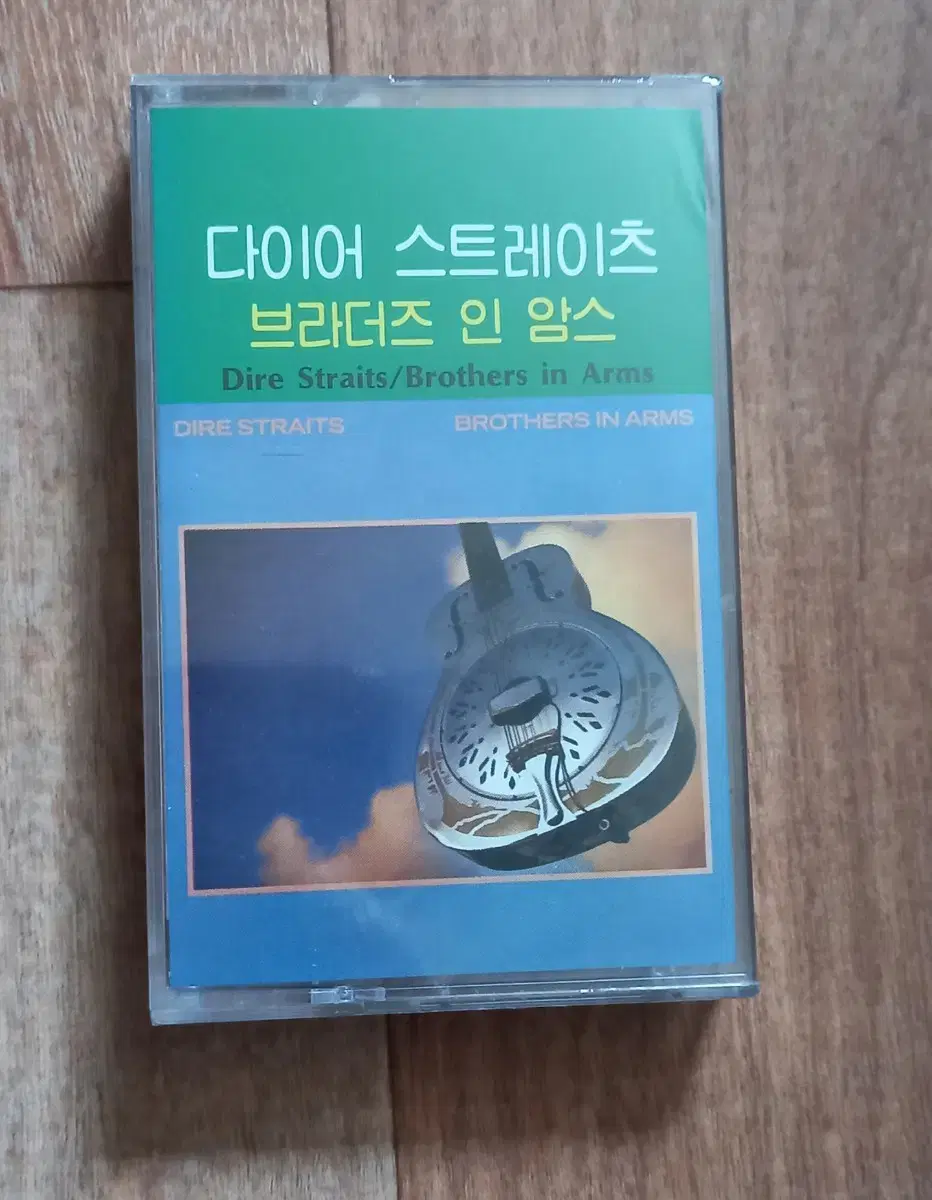 다이어 스트레이츠
브라더즈 인 암스
Dire Straits/Brothers in Arms
DIRE STRAITS BROTHERS IN ARMS